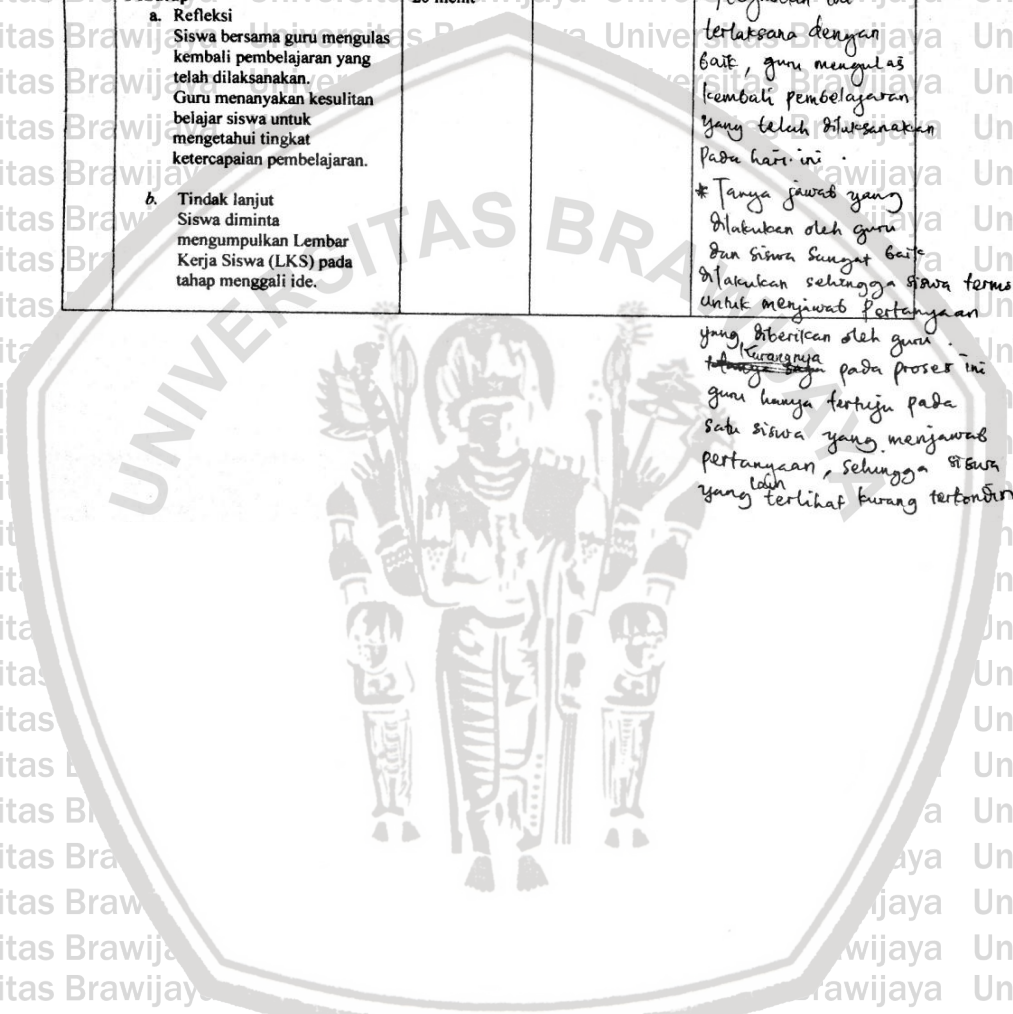 a. Refleksi
Siswa bersama guru mengulas
kembali pembelajaran yang
telah dilaksanakan.
Guru menanyakan kesulitan
belajar siswa untuk
mengetahui tingkat
ketercapaian pembelajaran.
b. Tindak lanjut
Siswa diminta
mengumpulkan Lembar
Kerja Siswa (LKS) pada
tahap menggali ide.
terlaksana dengan
baik, guru mengulas
kembali pembelajaran
yang telah dilaksanakan
pada hari ini.
* Tanya jawab yang
dilakukan oleh guru
dan siswa sangat baik
dilakukan sehingga siswa
untuk menjawab pertanyaan
yang diberikan oleh guru.
Kurangnya pada proses ini
guru hanya tertuju pada
satu siswa yang menjawab
pertanyaan, sehingga siswa
yang lain terlihat kurang
UNIVERSITAS BRAWIJAYA